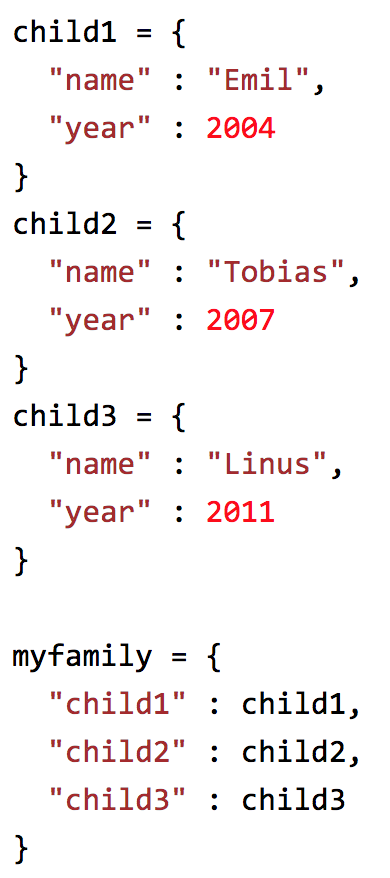 child1 = {
  "name" : "Emil",
  "year" : 2004
}
child2 = {
  "name" : "Tobias",
  "year" : 2007
}
child3 = {
  "name" : "Linus",
  "year" : 2011
}

myfamily = {
  "child1" : child1,
  "child2" : child2,
  "child3" : child3
}